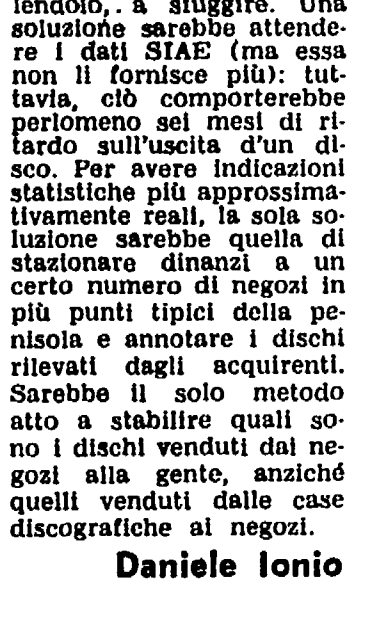 a sfuggire. Una
soluzione sarebbe attende-
re i dati SIAE (ma essa
non li fornisce più): tut-
tavia, ciò comporterebbe
perlomeno sei mesi di ri-
tardo sull'uscita d'un di-
sco. Per avere indicazioni
statistiche più approssima-
tivamente reali, la sola so-
luzione sarebbe quella di
stazionare dinanzi a un
certo numero di negozi in
più punti tipici della pe-
nisola e annotare i dischi
rilevati dagli acquirenti.
Sarebbe il solo metodo
atto a stabilire quali so-
no i dischi venduti dai ne-
gozi alla gente, anziché
quelli venduti dalle case
discografiche ai negozi.
Daniele Ionio